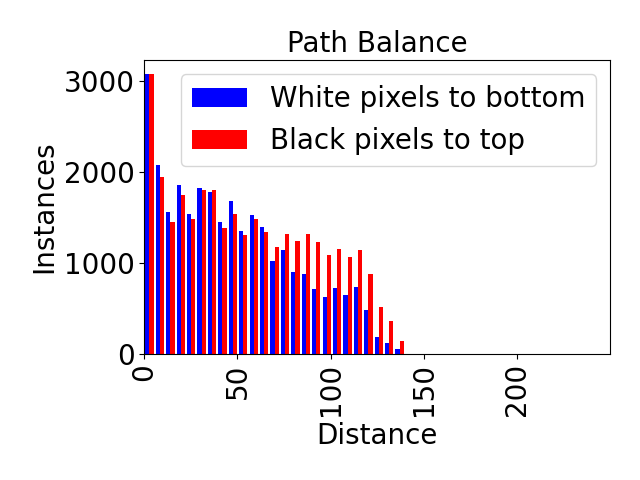 Path Balance
White pixels to bottom
Black pixels to top
Instances
3000
2000
1000
0
0
50
100
150
200
Distance